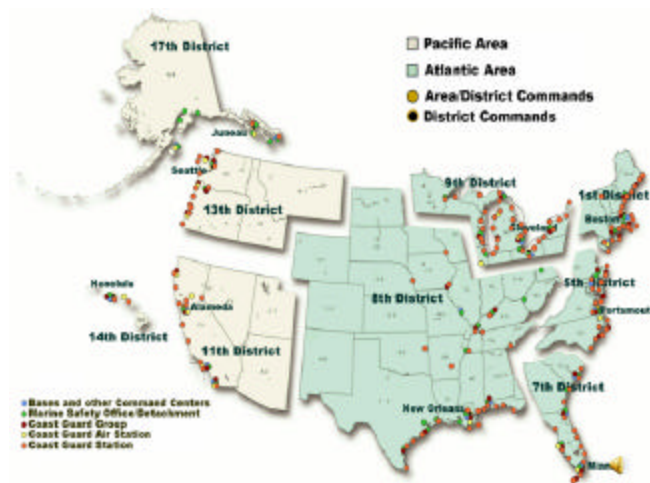 17th District
Pacific Area
Atlantic Area
Area/District Commands
District Commands
Juneau
Seattle
9th District
1st District
13th District
Cleveland
Boston
Honolulu
8th District
5th District
Alameda
Portsmouth
14th District
11th District
7th District
Bases and other Command Centers
Marine Safety Office/Detachment
Coast Guard Group
Coast Guard Air Station
Coast Guard Station
New Orleans